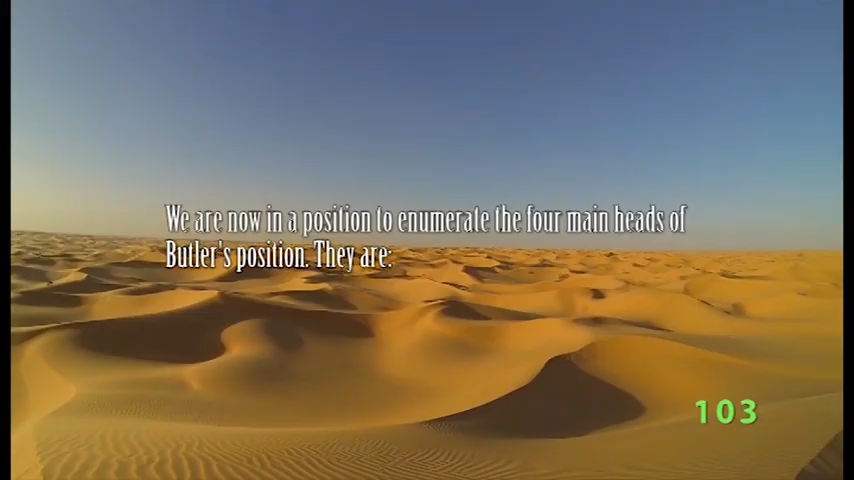 We are now in a position to enumerate the four main heads of
Butler's position. They are:
103